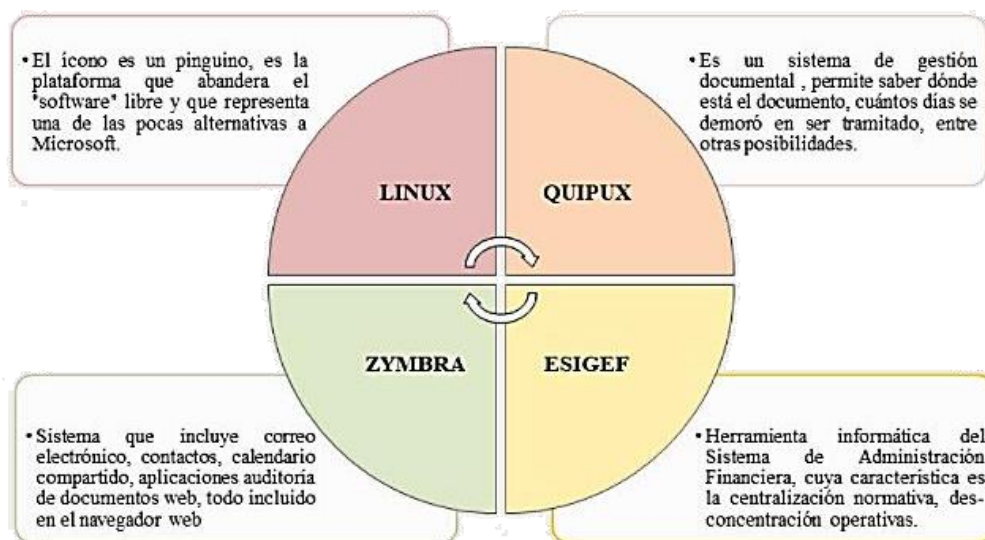 •El ícono es un pinguino, es la
plataforma que abandera el
"software" libre y que representa
una de las pocas alternativas a
Microsoft.
•Es un sistema de gestión
documental , permite saber dónde
está el documento, cuántos días se
demoró en ser tramitado, entre
otras posibilidades.
LINUX
QUIPUX
ZYMBRA
ESIGEF
•Sistema que incluye correo
electrónico, contactos, calendario
compartido, aplicaciones auditoría
de documentos web, todo incluido
en el navegador web
•Herramienta informática del
Sistema de Administración
Financiera, cuya característica es
la centralización normativa, des-
concentración operativas.